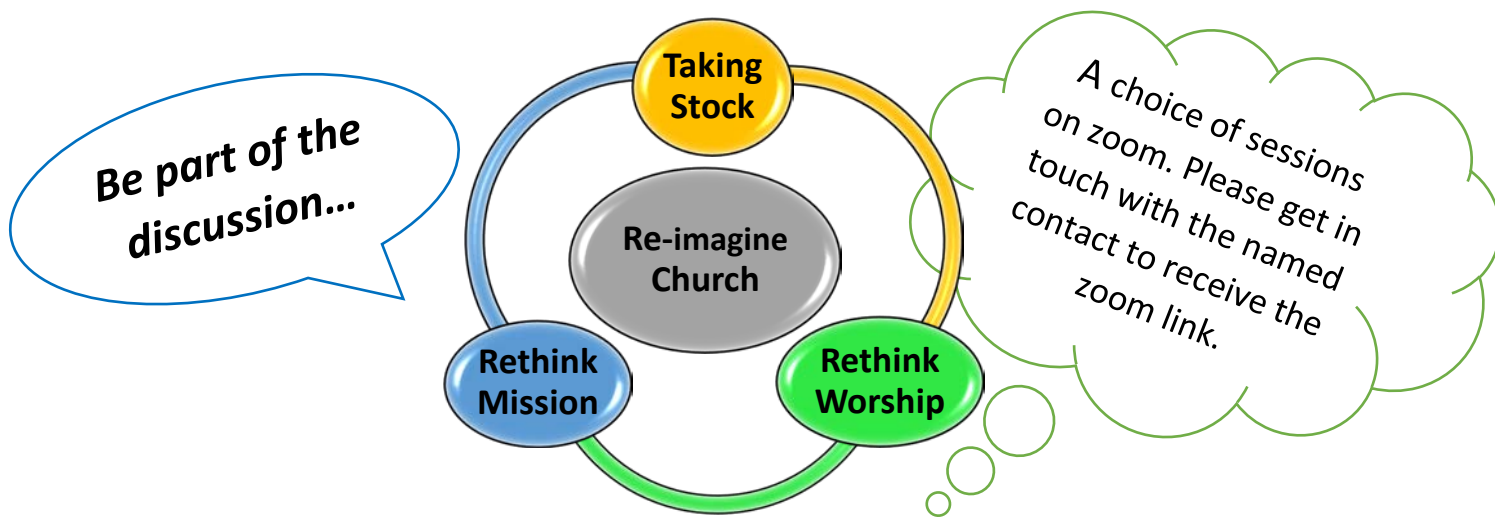 Be part of the
discussion…
Taking
Stock
Re-imagine
Church
Rethink
Mission
Rethink
Worship
A choice of sessions
on zoom. Please get in
touch with the named
contact to receive the
zoom link.